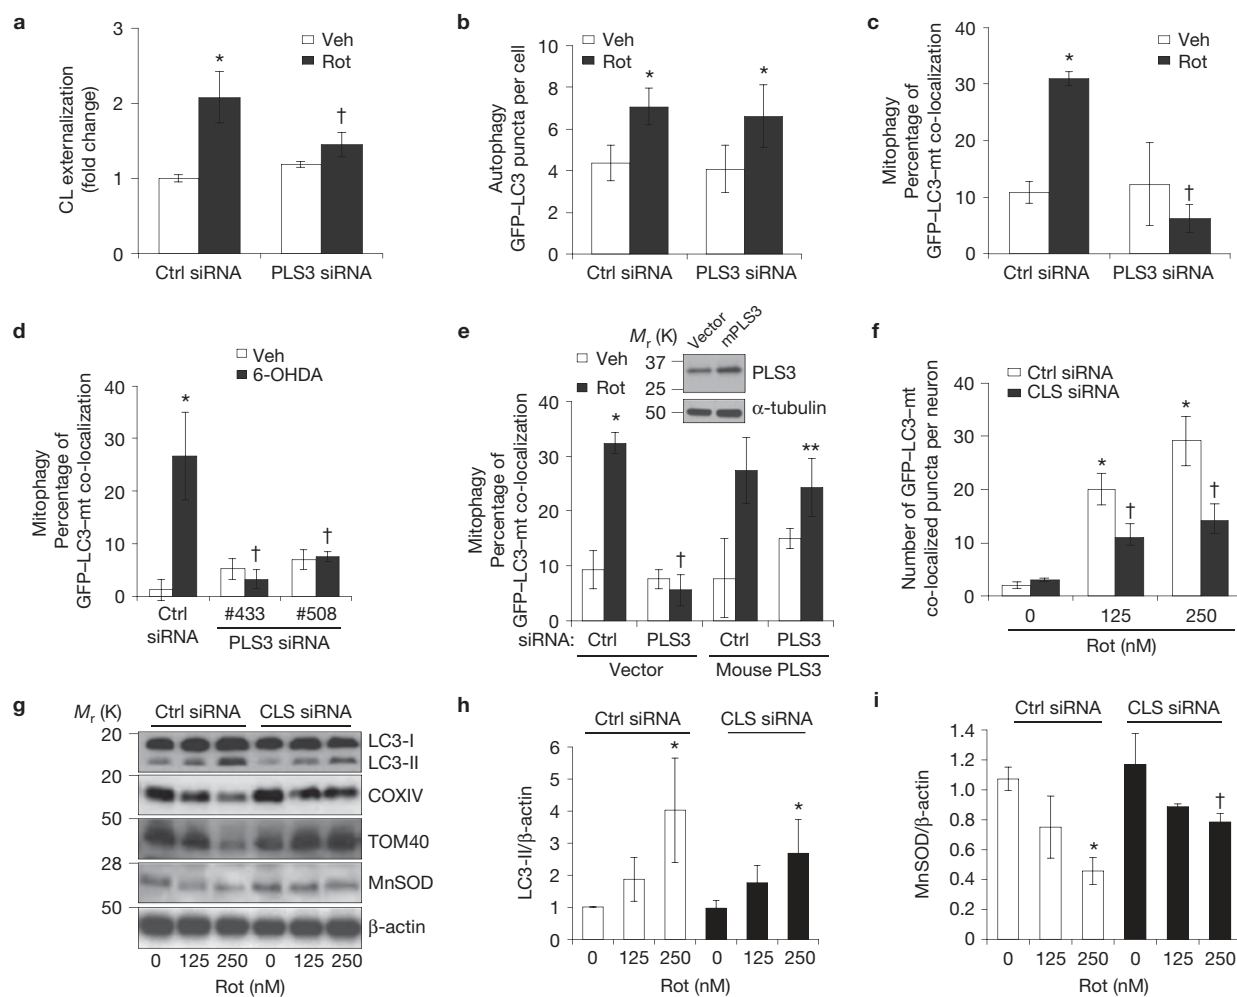 a
CL externalization
(fold change)
3
2
1
0
Veh
Rot
*
†
Ctrl siRNA PLS3 siRNA
b
Autophagy
GFP–LC3 puncta per cell
10
8
6
4
2
0
Veh
Rot
*
*
Ctrl siRNA PLS3 siRNA
c
Mitophagy
Percentage of
GFP–LC3–mt co-localization
40
30
20
10
0
Veh
Rot
*
†
Ctrl siRNA PLS3 siRNA
d
Mitophagy
Percentage of
GFP–LC3–mt co-localization
Veh
6-OHDA
40
30
20
10
0
*
†
†
Ctrl
siRNA
#433 #508
PLS3 siRNA
e
Mitophagy
Percentage of
GFP–LC3–mt co-localization
Veh
Rot
Mr (K)
Vector
mPLS3
37
25
50
PLS3
α-tubulin
40
30
20
10
0
*
†
**
siRNA: Ctrl PLS3 Ctrl PLS3
Vector Mouse PLS3
f
Number of GFP–LC3–mt
co-localized puncta per neuron
Ctrl siRNA
CLS siRNA
40
30
20
10
0
*
†
*
†
0 125 250
Rot (nM)
g
Mr (K)
Ctrl siRNA CLS siRNA
20
LC3-I
LC3-II
20
COXIV
50
TOM40
28
MnSOD
50
β-actin
0 125 250 0 125 250
Rot (nM)
h
Ctrl siRNA CLS siRNA
LC3-II/β-actin
6
5
4
3
2
1
0
*
*
0 125 250 0 125 250
Rot (nM)
i
Ctrl siRNA CLS siRNA
MnSOD/β-actin
1.4
1.2
1.0
0.8
0.6
0.4
0.2
0
*
†
0 125 250 0 125 250
Rot (nM)